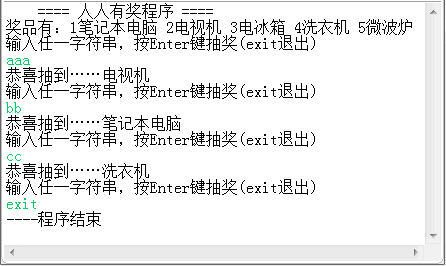 ==== 人人有奖程序 ====
奖品有: 1笔记本电脑 2电视机 3电冰箱 4洗衣机 5微波炉
输入任一字符串，按Enter键抽奖(exit退出)
aaa
恭喜抽到……电视机
输入任一字符串，按Enter键抽奖(exit退出)
bb
恭喜抽到……笔记本电脑
输入任一字符串，按Enter键抽奖(exit退出)
cc
恭喜抽到……洗衣机
输入任一字符串，按Enter键抽奖(exit退出)
exit
----程序结束